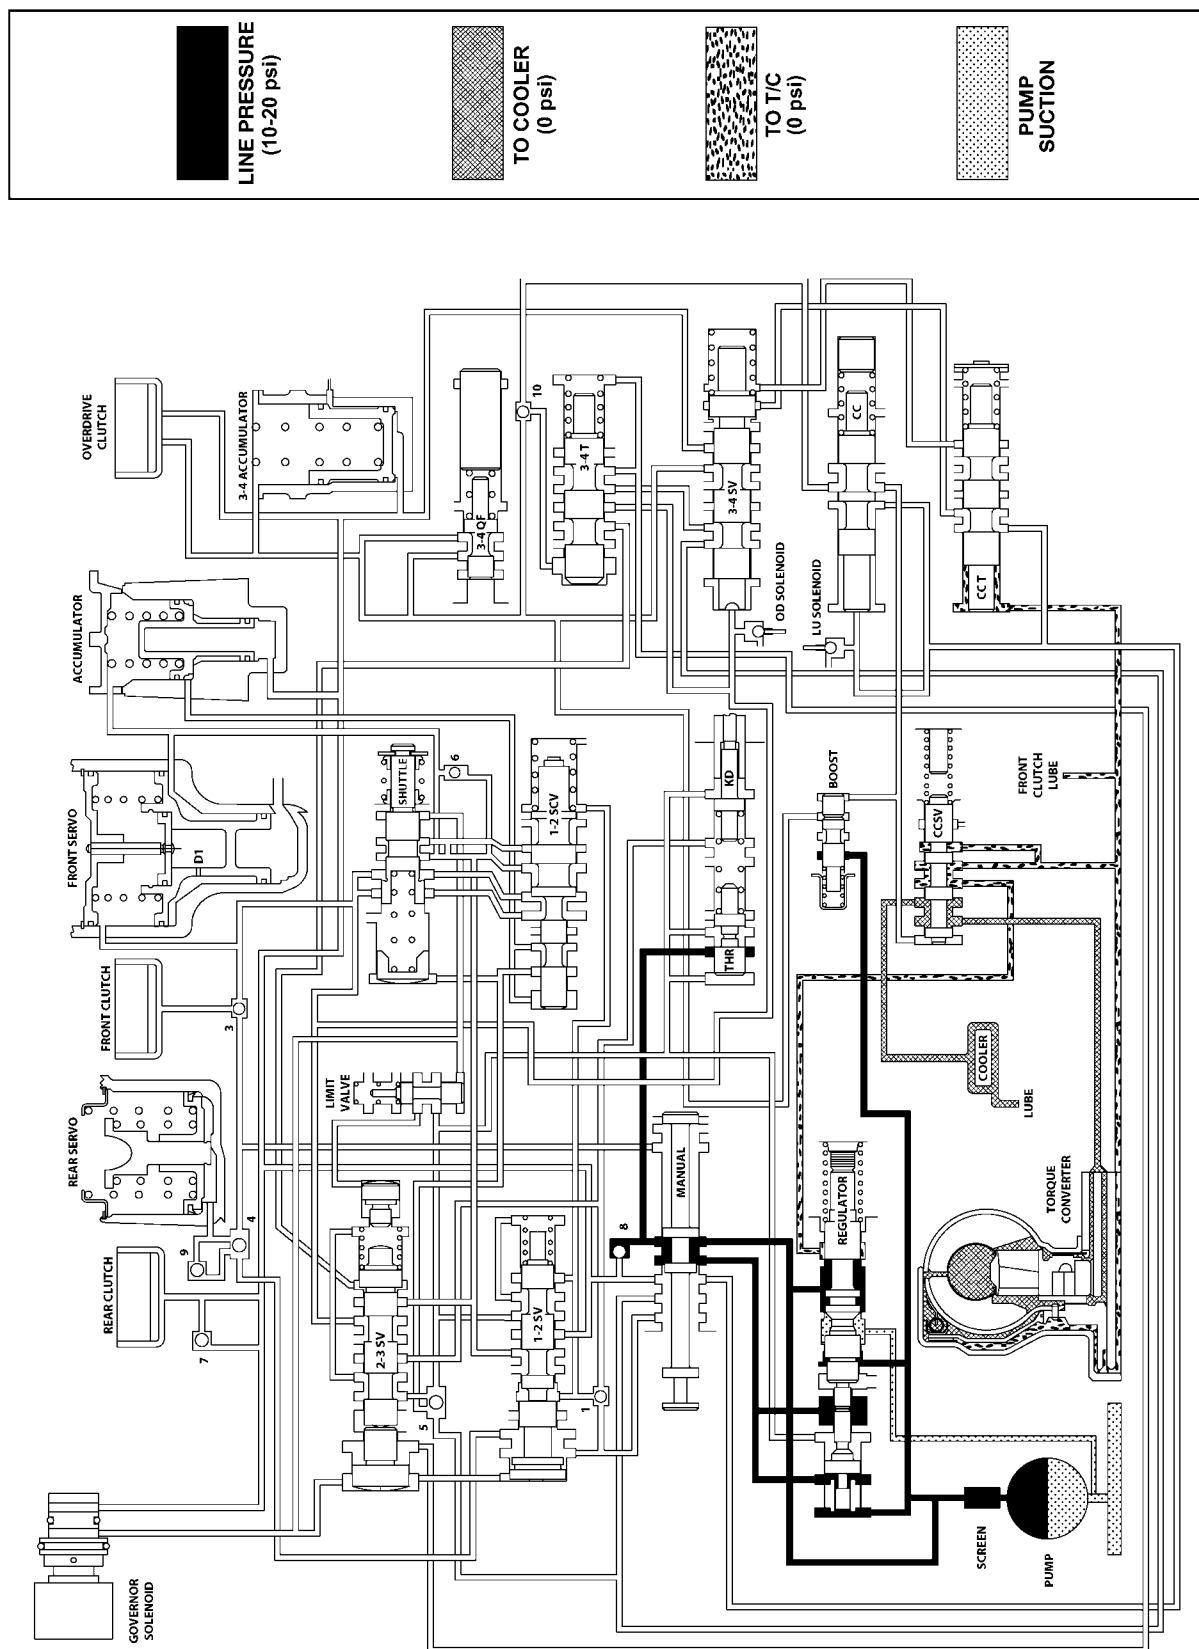 LINE PRESSURE
(10-20 psi)
TO COOLER
(0 psi)
TO T/C
(0 psi)
PUMP
SUCTION
OVERDRIVE
CLUTCH
3-4 ACCUMULATOR
3-4 QF
10
3-4 T
3-4 SV
OD SOLENOID
LU SOLENOID
CC
CC T
ACCUMULATOR
FRONT SERVO
D1
SHUTTLE
6
1-2 SCV
KD
THR
BOOST
CCSV
FRONT
CLUTCH
LUBE
FRONT CLUTCH
3
LIMIT
VALVE
COOLER
LUBE
REAR SERVO
4
9
MANUAL
8
REGULATOR
TORQUE
CONVERTER
REAR CLUTCH
7
2-3 SV
5
1-2 SV
1
GOVERNOR
SOLENOID
SCREEN
PUMP